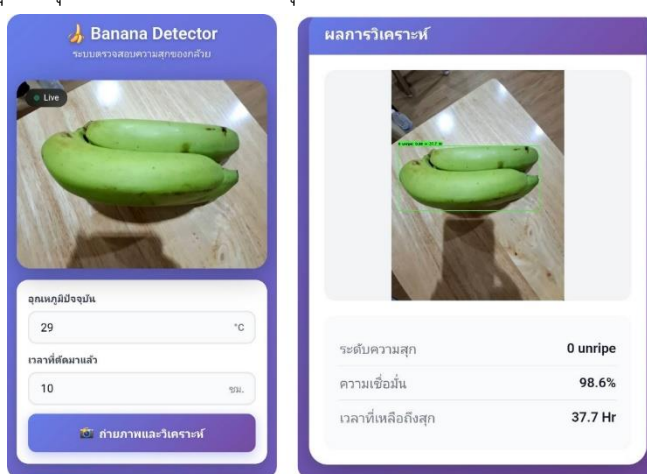 🍌 Banana Detector
ระบบตรวจสอบความสุกของกล้วย
Live
อุณหภูมิปัจจุบัน
29 °C
เวลาที่ตัดมาแล้ว
10 ชม.
📸 ถ่ายภาพและวิเคราะห์
ผลการวิเคราะห์
ระดับความสุก 0 unripe
ความเชื่อมั่น 98.6%
เวลาที่เหลือถึงสุก 37.7 Hr